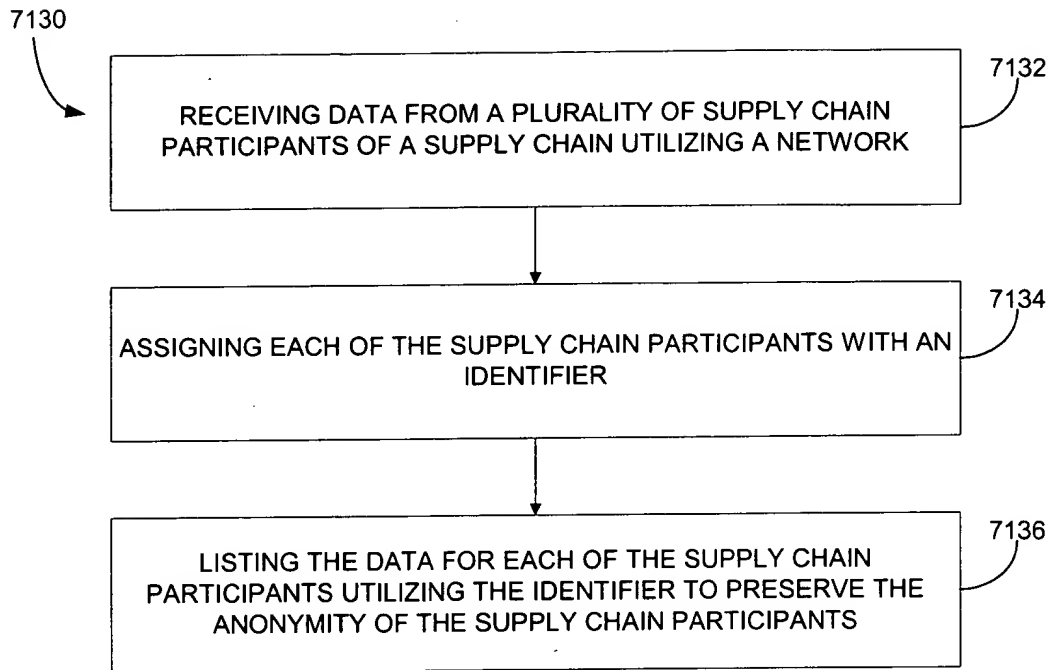 7130
7132
RECEIVING DATA FROM A PLURALITY OF SUPPLY CHAIN
PARTICIPANTS OF A SUPPLY CHAIN UTILIZING A NETWORK
7134
ASSIGNING EACH OF THE SUPPLY CHAIN PARTICIPANTS WITH AN
IDENTIFIER
7136
LISTING THE DATA FOR EACH OF THE SUPPLY CHAIN
PARTICIPANTS UTILIZING THE IDENTIFIER TO PRESERVE THE
ANONYMITY OF THE SUPPLY CHAIN PARTICIPANTS